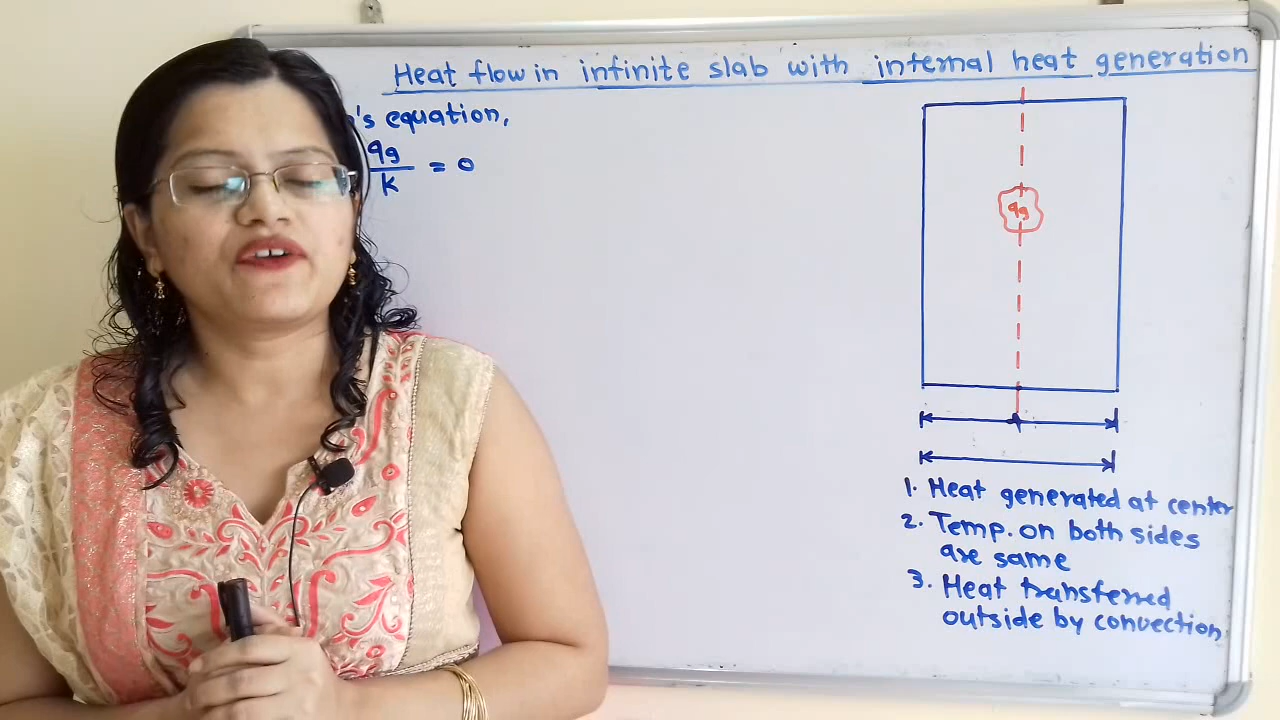 Heat flow in infinite slab with internal heat generation
's equation,
qg
k
= 0
qg
1. Heat generated at center
2. Temp. on both sides
are same
3. Heat transferred
outside by convection